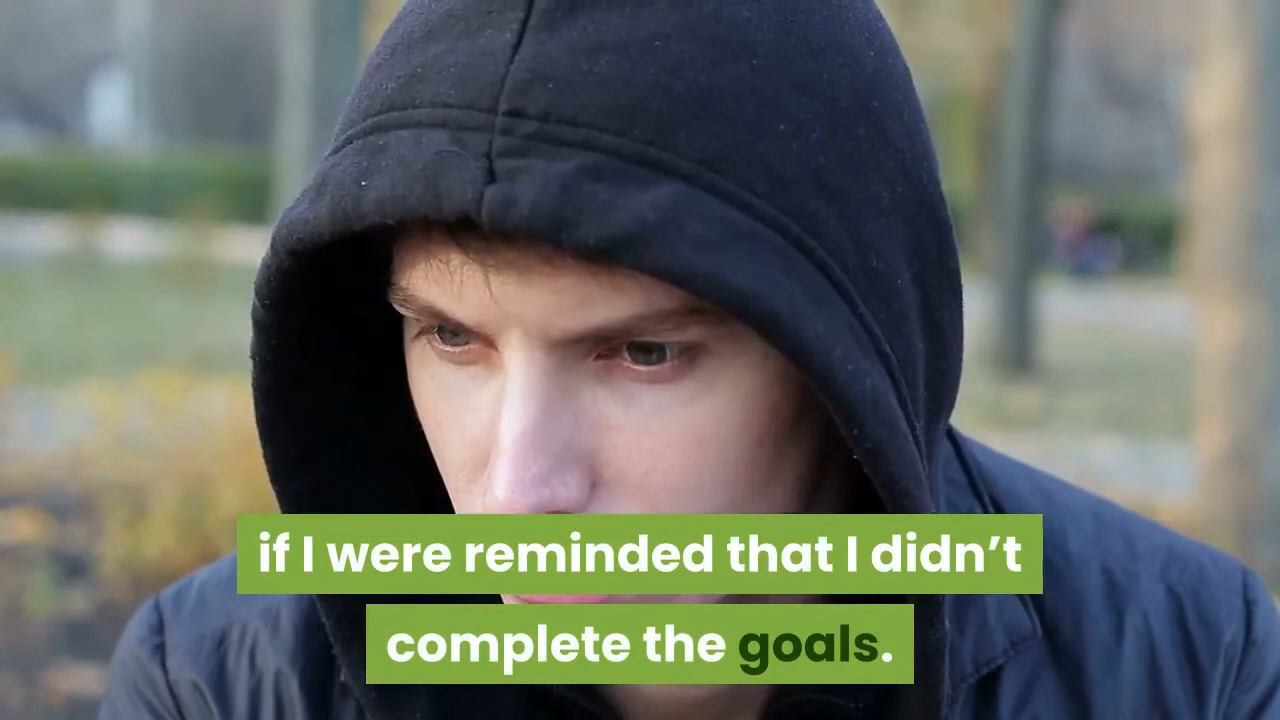 if I were reminded that I didn’t
complete the goals.